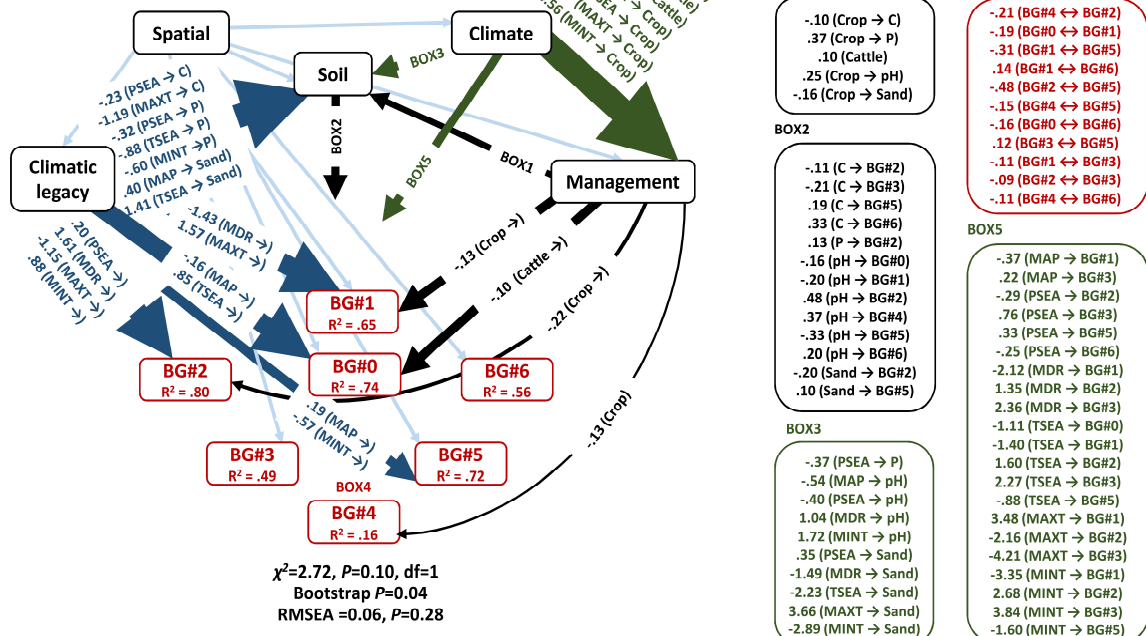 Spatial
Climate
Soil
Climatic
legacy
Management
BOX3
BOX2
BOX5
BOX1
Cattle)
→ Crop)
(PSEA → Crop)
(MAXT → Crop)
.56 (MINT → Crop)
-.23 (PSEA → C)
-1.19 (MAXT → C)
-.32 (PSEA → P)
-.88 (TSEA → P)
-.60 (MINT →P)
.40 (MAP → Sand)
1.41 (TSEA → Sand)
-1.43 (MDR →)
1.57 (MAXT →)
.20 (PSEA →)
1.61 (MDR →)
-1.15 (MAXT →)
.88 (MINT →)
-.16 (MAP →)
.85 (TSEA →)
-.13 (Crop →)
-.10 (Cattle →)
-.22 (Crop →)
-.13 (Crop)
.19 (MAP →)
-.57 (MINT →)
BG#1
R² = .65
BG#2
R² = .80
BG#0
R² = .74
BG#6
R² = .56
BG#3
R² = .49
BG#5
R² = .72
BOX4
BG#4
R² = .16
χ²=2.72, P=0.10, df=1
Bootstrap P=0.04
RMSEA =0.06, P=0.28
-.10 (Crop → C)
.37 (Crop → P)
.10 (Cattle)
.25 (Crop → pH)
-.16 (Crop → Sand)
BOX2
-.11 (C → BG#2)
-.21 (C → BG#3)
.19 (C → BG#5)
.33 (C → BG#6)
.13 (P → BG#2)
-.16 (pH → BG#0)
-.20 (pH → BG#1)
.48 (pH → BG#2)
.37 (pH → BG#4)
-.33 (pH → BG#5)
.20 (pH → BG#6)
-.20 (Sand → BG#2)
.10 (Sand → BG#5)
BOX3
-.37 (PSEA → P)
-.54 (MAP → pH)
-.40 (PSEA → pH)
1.04 (MDR → pH)
1.72 (MINT → pH)
.35 (PSEA → Sand)
-1.49 (MDR → Sand)
-2.23 (TSEA → Sand)
3.66 (MAXT → Sand)
-2.89 (MINT → Sand)
-.21 (BG#4 ↔ BG#2)
-.19 (BG#0 ↔ BG#1)
-.31 (BG#1 ↔ BG#5)
.14 (BG#1 ↔ BG#6)
-.48 (BG#2 ↔ BG#5)
-.15 (BG#4 ↔ BG#5)
-.16 (BG#0 ↔ BG#6)
.12 (BG#3 ↔ BG#5)
-.11 (BG#1 ↔ BG#3)
-.09 (BG#2 ↔ BG#3)
-.11 (BG#4 ↔ BG#6)
BOX5
-.37 (MAP → BG#1)
.22 (MAP → BG#3)
-.29 (PSEA → BG#2)
.76 (PSEA → BG#3)
.33 (PSEA → BG#5)
-.25 (PSEA → BG#6)
-2.12 (MDR → BG#1)
1.35 (MDR → BG#2)
2.36 (MDR → BG#3)
-1.11 (TSEA → BG#0)
-1.40 (TSEA → BG#1)
1.60 (TSEA → BG#2)
2.27 (TSEA → BG#3)
-.88 (TSEA → BG#5)
3.48 (MAXT → BG#1)
-2.16 (MAXT → BG#2)
-4.21 (MAXT → BG#3)
-3.35 (MINT → BG#1)
2.68 (MINT → BG#2)
3.84 (MINT → BG#3)
-1.60 (MINT → BG#5)